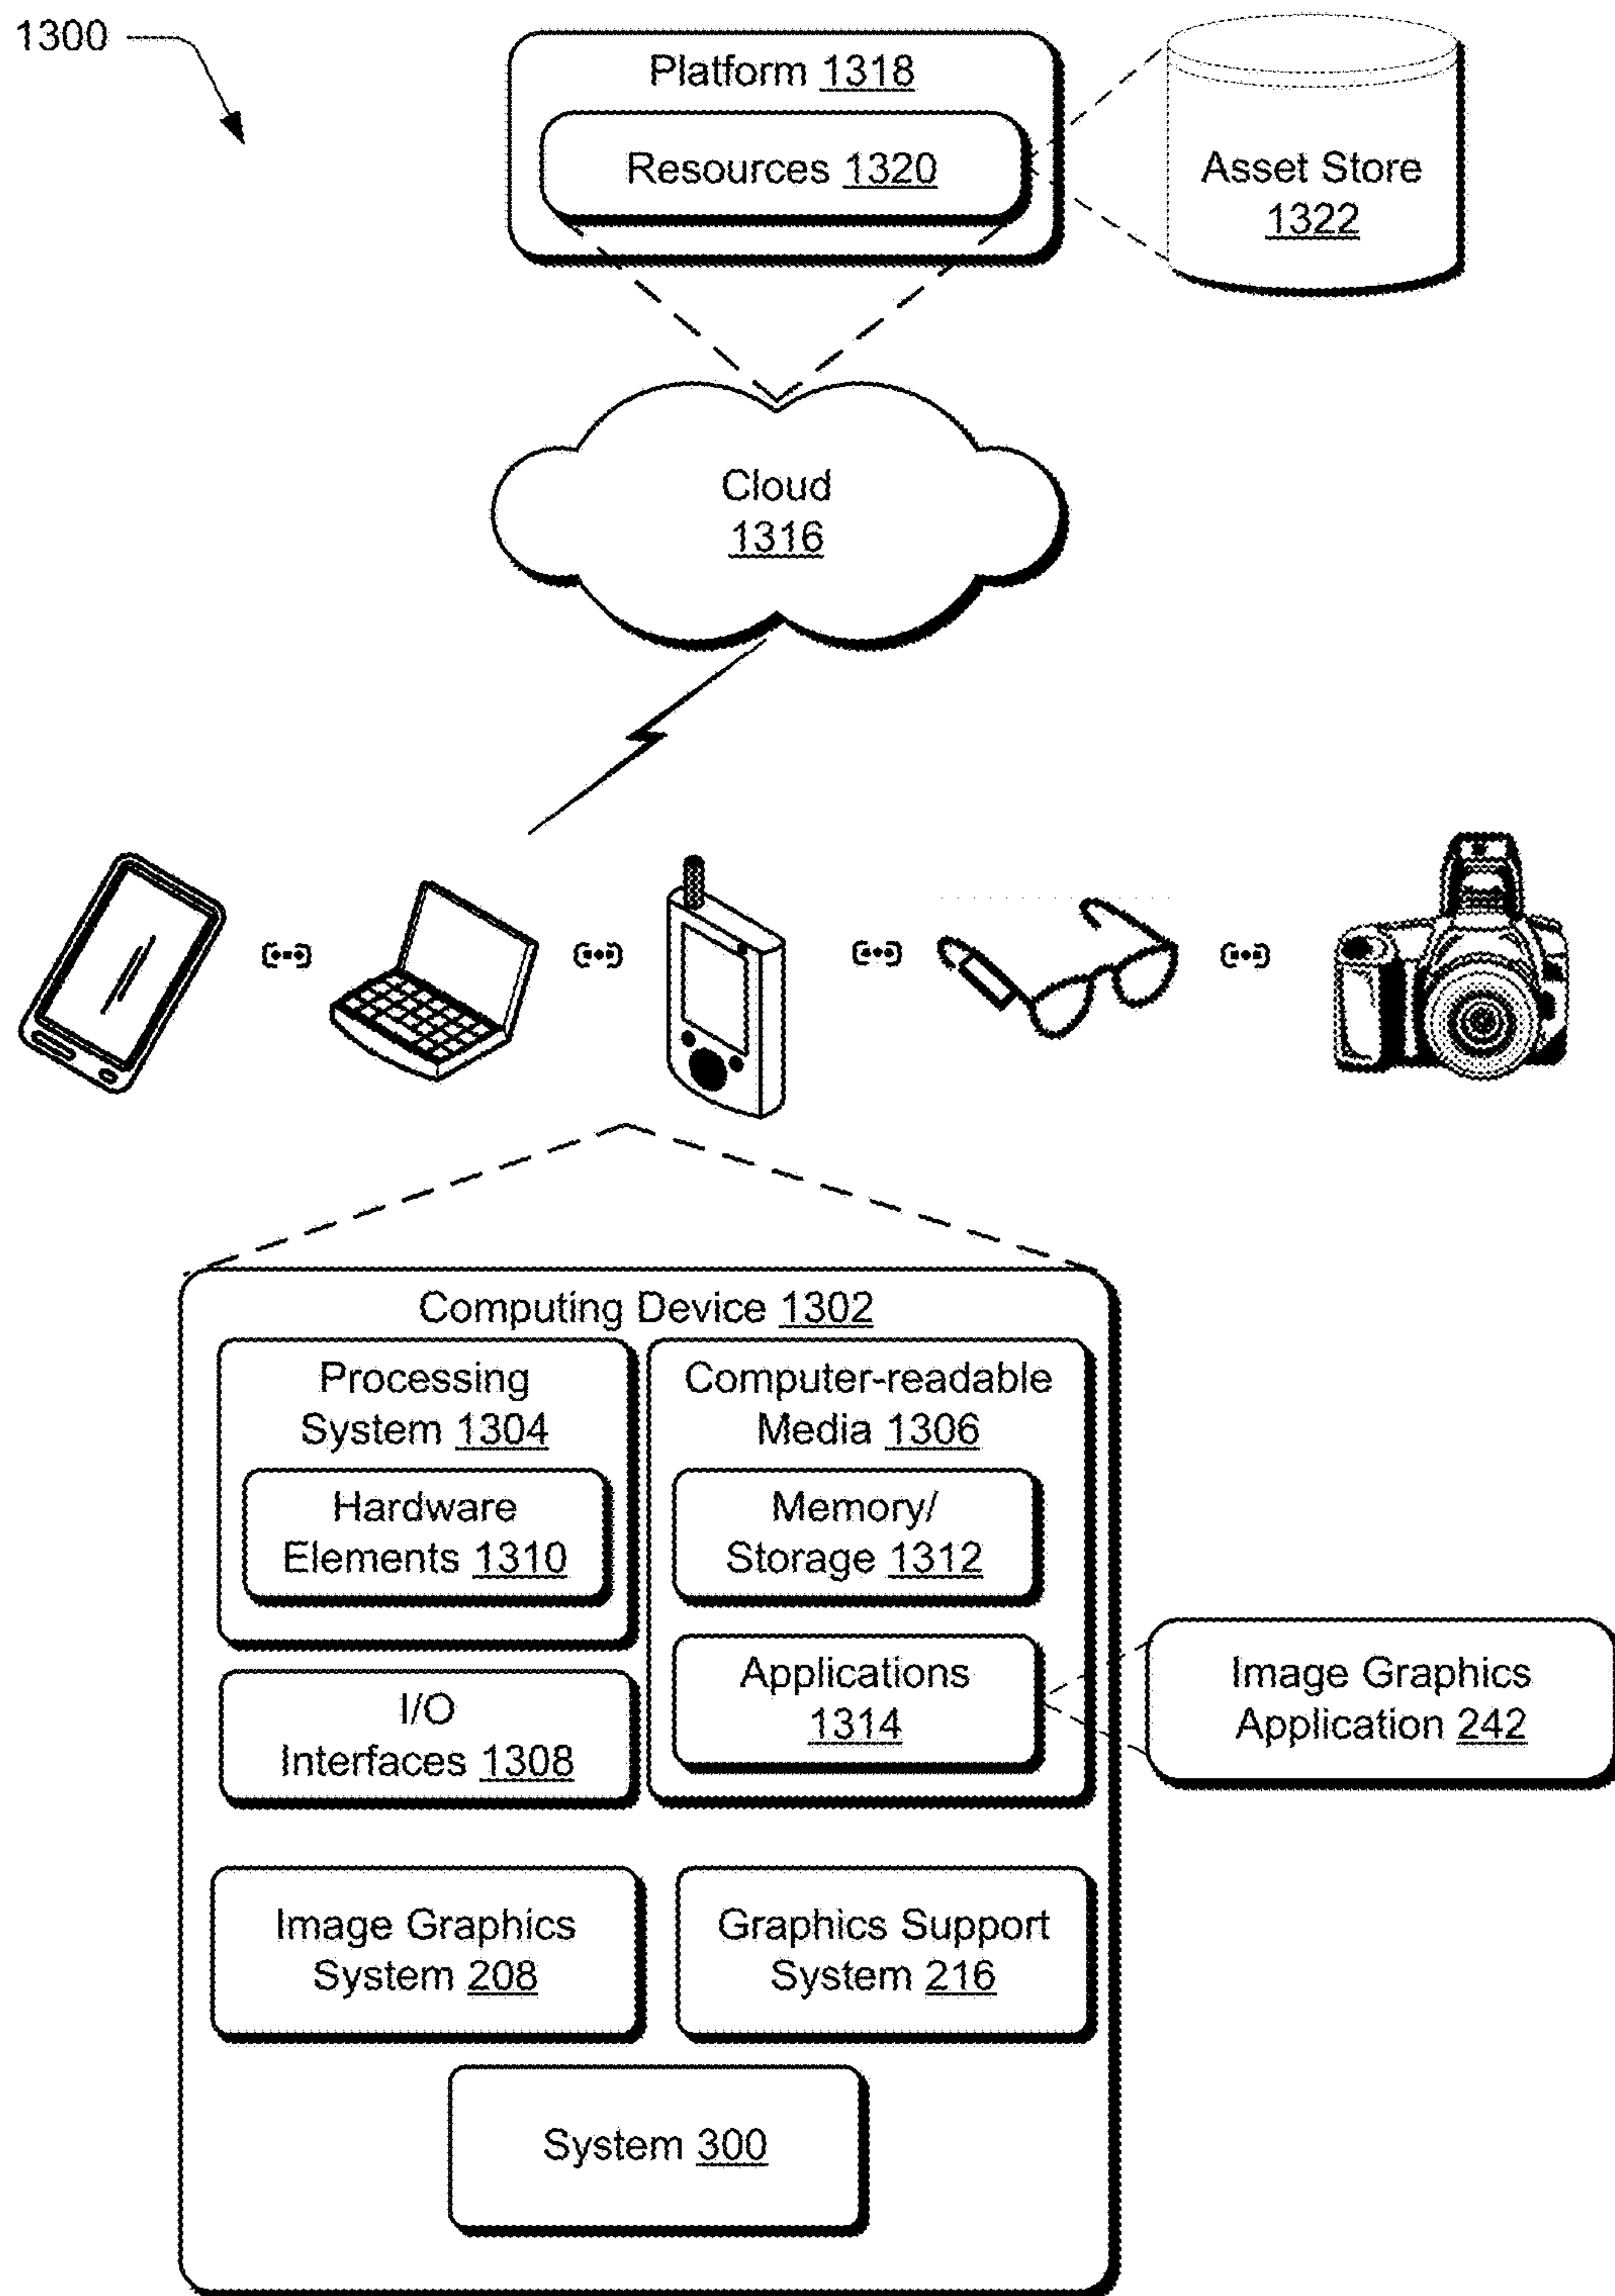 1300
Platform 1318
Resources 1320
Asset Store
1322
Cloud
1316
Computing Device 1302
Processing
System 1304
Hardware
Elements 1310
Computer-readable
Media 1306
Memory/
Storage 1312
I/O
Interfaces 1308
Applications
1314
Image Graphics
Application 242
Image Graphics
System 208
Graphics Support
System 216
System 300